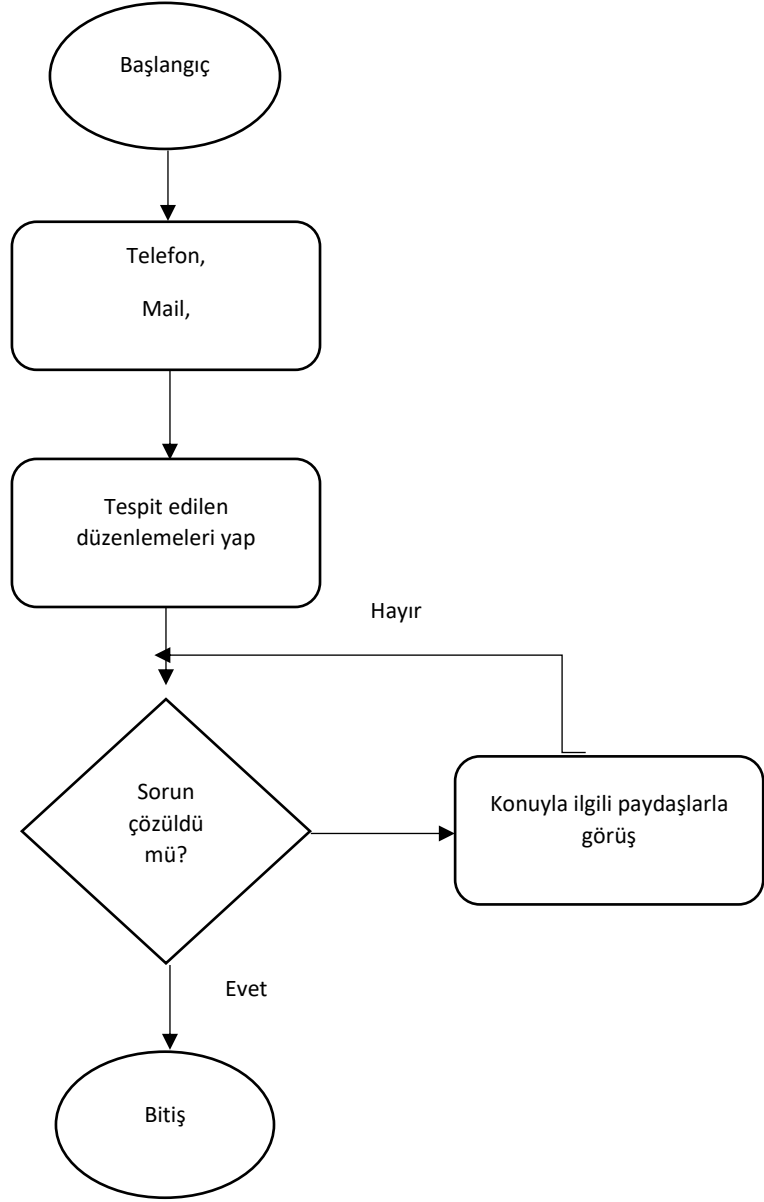 Başlangıç
Telefon,
Mail,
Tespit edilen
düzenlemeleri yap
Hayır
Sorun
çözüldü
mü?
Konuyla ilgili paydaşlarla
görüş
Evet
Bitiş